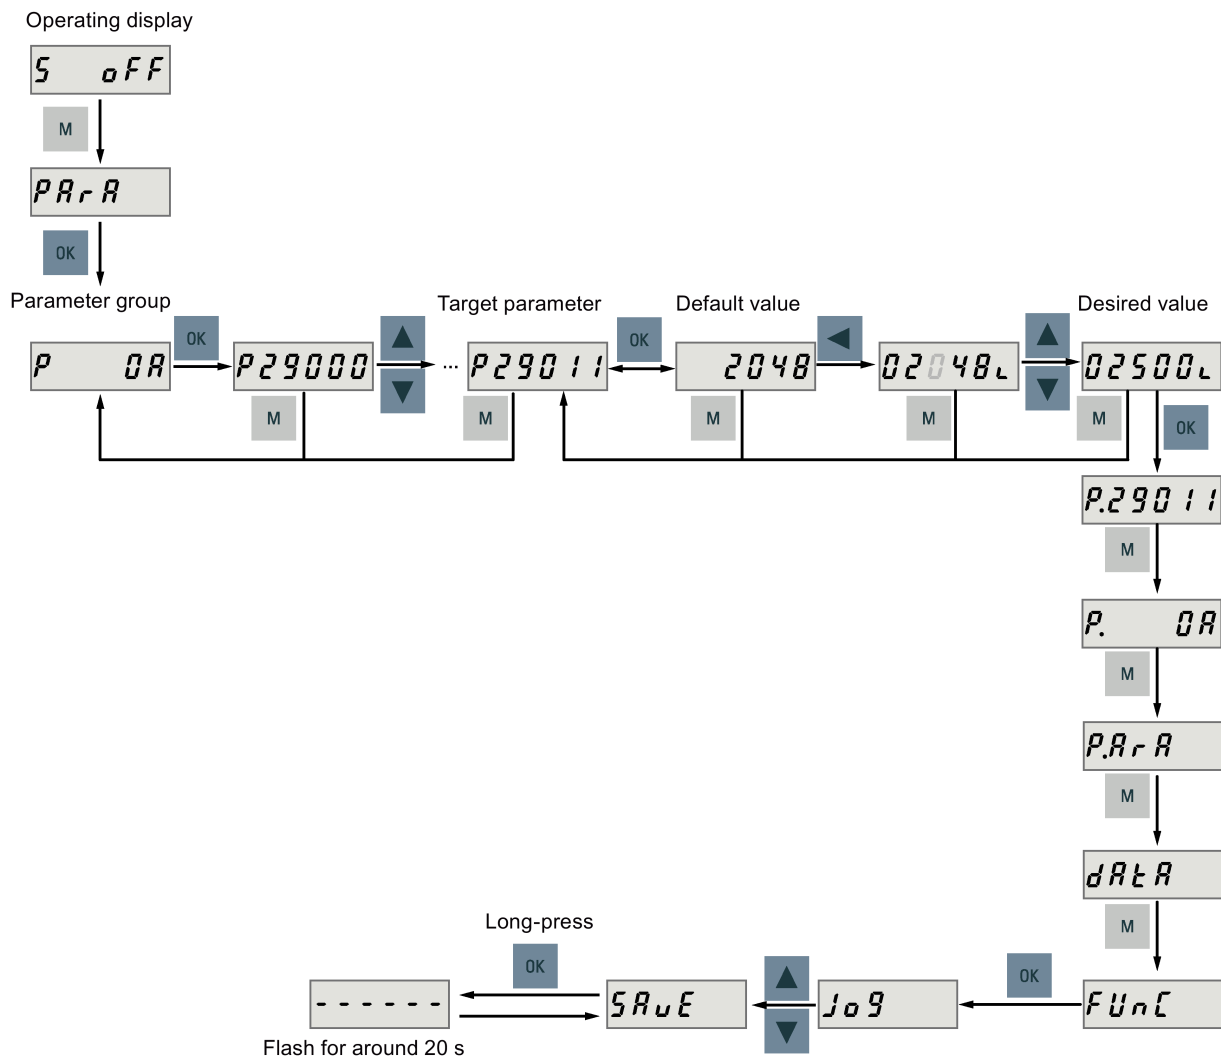 Operating display
S oFF
M
PArA
OK
Parameter group
Target parameter
Default value
Desired value
OK
OK
P 0A
P29000
...
P29011
2048
02048L
02500L
M
M
M
M
M
OK
P.29011
M
P. 0A
M
P.ArA
M
dAtA
M
Long-press
OK
OK
------
SAvE
Jog
FUnC
Flash for around 20 s